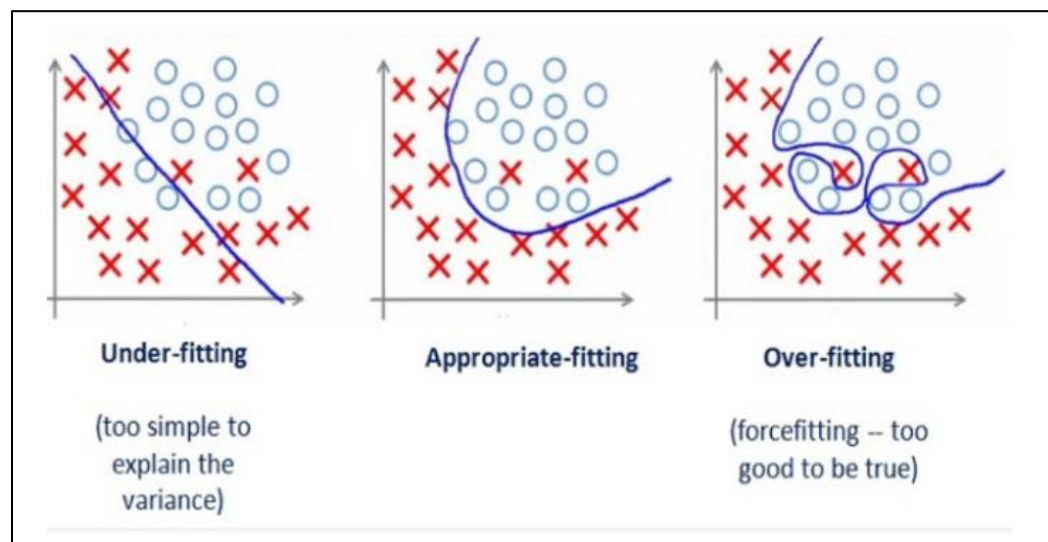 Under-fitting
Appropriate-fitting
Over-fitting
(too simple to
explain the
variance)
(forcefitting -- too
good to be true)